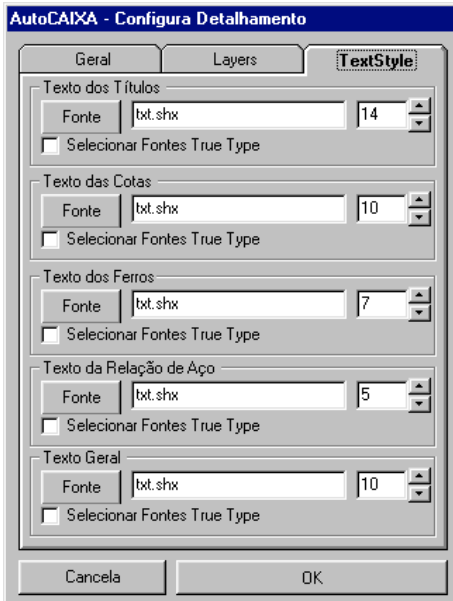 AutoCAIXA - Configura Detalhamento
Geral Layers TextStyle
Texto dos Títulos
Fonte txt.shx 14
Selecionar Fontes True Type
Texto das Cotas
Fonte txt.shx 10
Selecionar Fontes True Type
Texto dos Ferros
Fonte txt.shx 7
Selecionar Fontes True Type
Texto da Relação de Aço
Fonte txt.shx 5
Selecionar Fontes True Type
Texto Geral
Fonte txt.shx 10
Selecionar Fontes True Type
Cancela OK